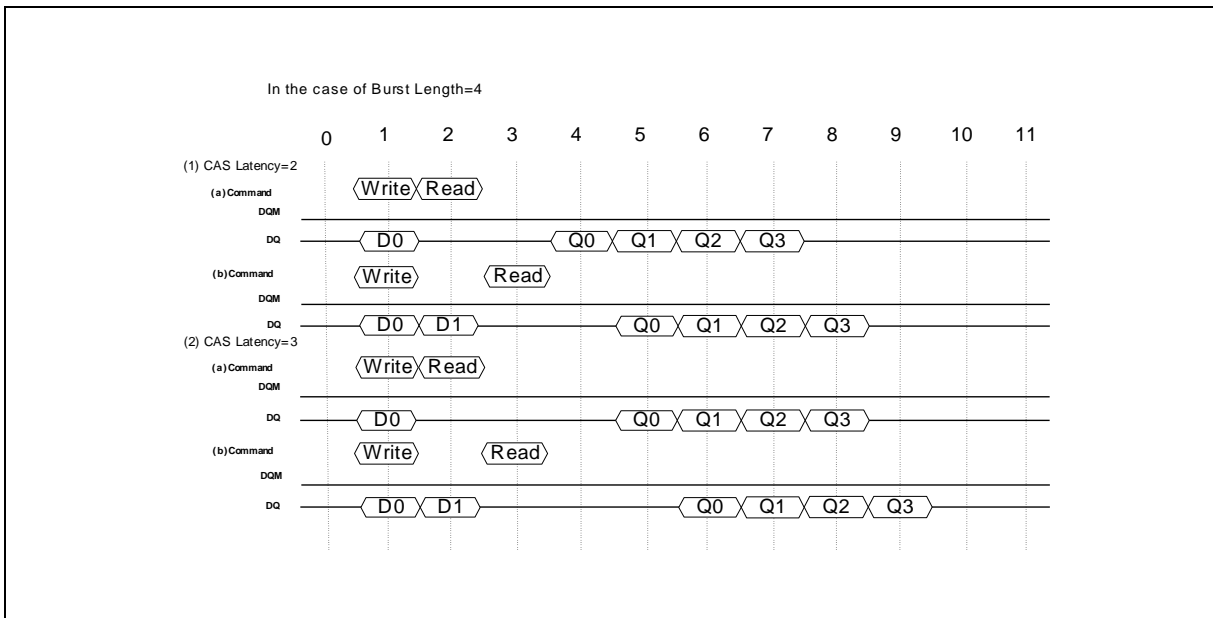 In the case of Burst Length=4
0 1 2 3 4 5 6 7 8 9 10 11
(1) CAS Latency=2
(a)Command Write Read
DQM
DQ D0 Q0 Q1 Q2 Q3
(b)Command Write Read
DQM
DQ D0 D1 Q0 Q1 Q2 Q3
(2) CAS Latency=3
(a)Command Write Read
DQM
DQ D0 Q0 Q1 Q2 Q3
(b)Command Write Read
DQM
DQ D0 D1 Q0 Q1 Q2 Q3